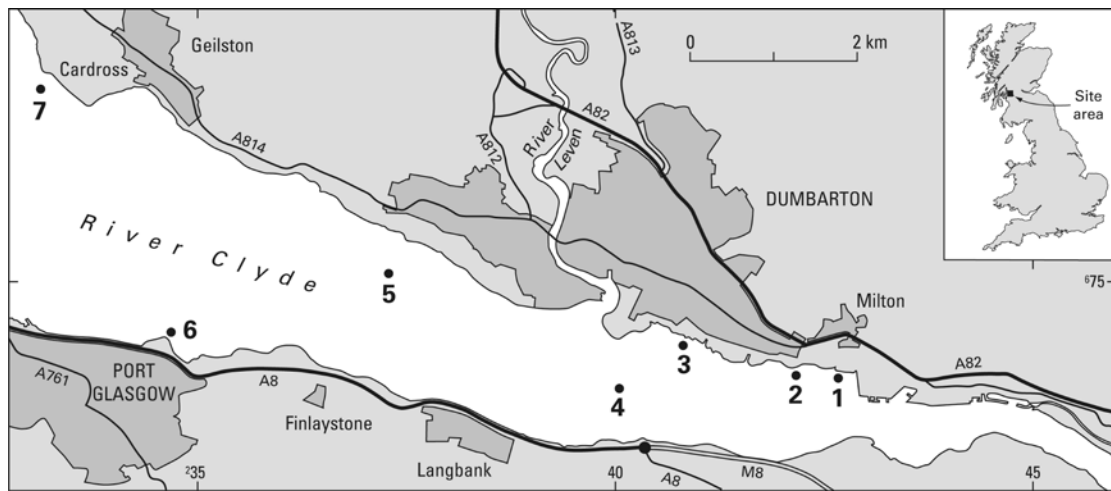 Geilston
Cardross
7
A814
A812
River
Leven
A82
A813
0
2 km
Site
area
DUMBARTON
River Clyde
5
6
Milton
⁶75
3
4
2
1
A82
PORT
GLASGOW
A761
A8
Finlaystone
Langbank
²35
40
A8
M8
45